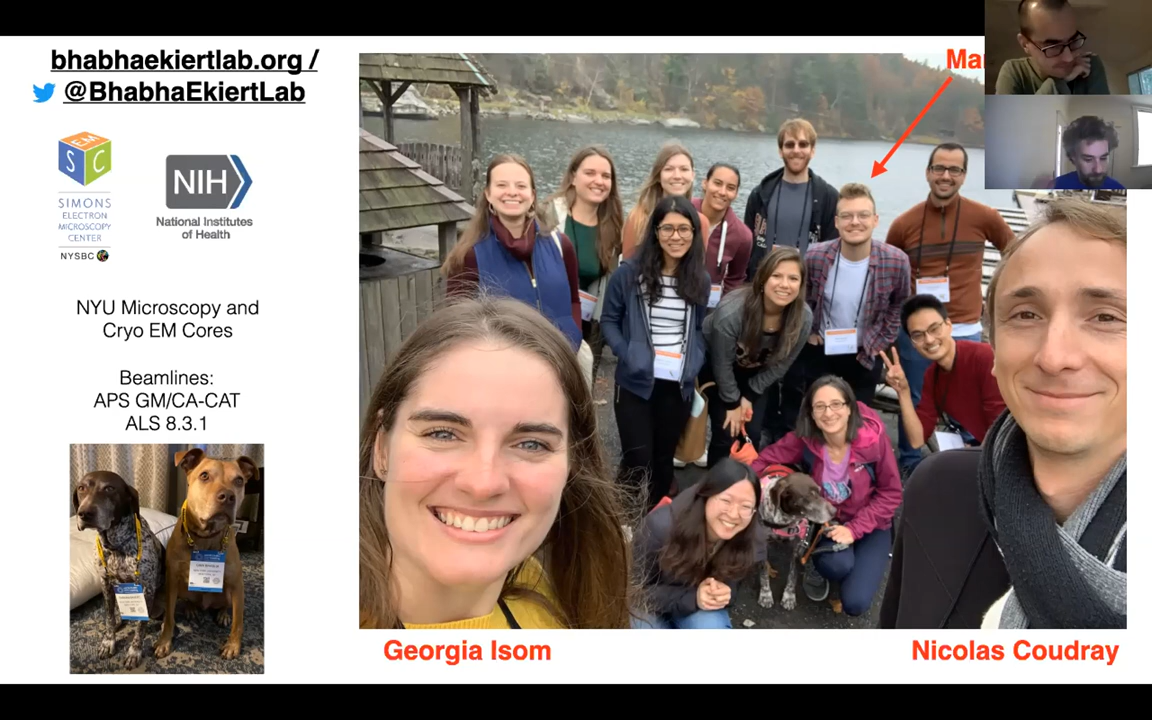 bhabhaekiertlab.org /
@BhabhaEkiertLab
SEMC
SIMONS
ELECTRON
MICROSCOPY
CENTER
NYSBC
NIH
National Institutes
of Health
NYU Microscopy and
Cryo EM Cores
Beamlines:
APS GM/CA-CAT
ALS 8.3.1
Georgia Isom
Nicolas Coudray